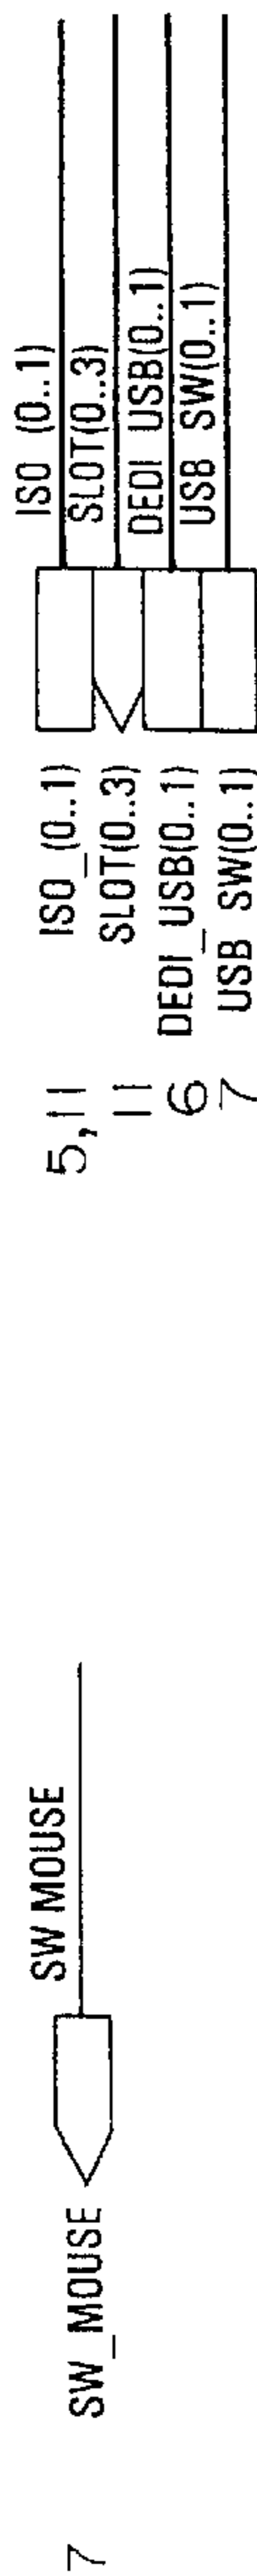 SW MOUSE
7 SW_MOUSE
ISO (0..1)
5,11 ISO_(0..1)
SLOT(0..3)
11 SLOT(0..3)
DEDI USB(0..1)
6 DEDI_USB(0..1)
USB SW(0..1)
7 USB SW(0..1)